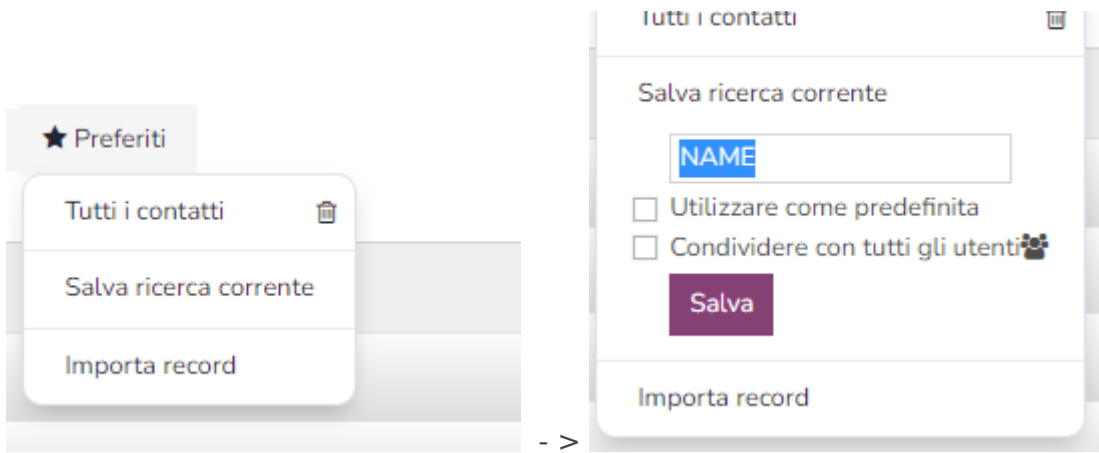 Preferiti
Tutti i contatti
Salva ricerca corrente
Importa record
- >
Tutti i contatti
Salva ricerca corrente
NAME
Utilizzare come predefinita
Condividere con tutti gli utenti
Salva
Importa record